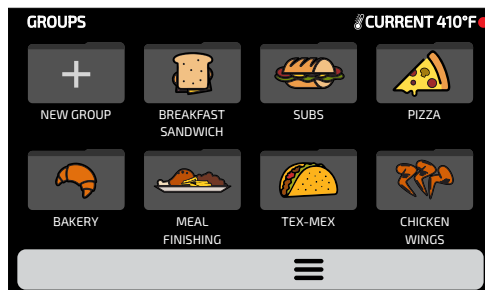 GROUPS CURRENT 410°F
NEW GROUP
BREAKFAST
SANDWICH
SUBS
PIZZA
BAKERY
MEAL
FINISHING
TEX-MEX
CHICKEN
WINGS